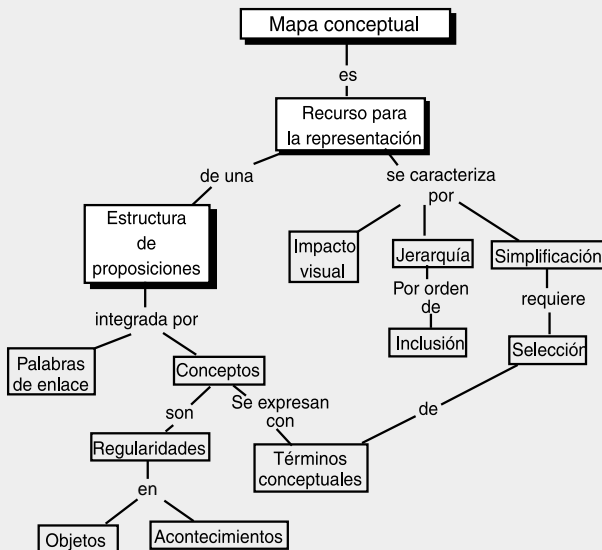 Mapa conceptual
es
Recurso para
la representación
de una
se caracteriza
por
Estructura
de
proposiciones
Impacto
visual
Jerarquía
Simplificación
Por orden
de
requiere
integrada por
Inclusión
Selección
Palabras
de enlace
Conceptos
son
Se expresan
con
de
Regularidades
Términos
conceptuales
en
Objetos
Acontecimientos